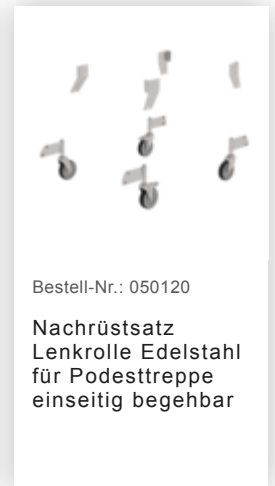 Bestell-Nr.: 050120
Nachrüstsatz
Lenkrolle Edelstahl
für Podesttreppe
einseitig begehbar